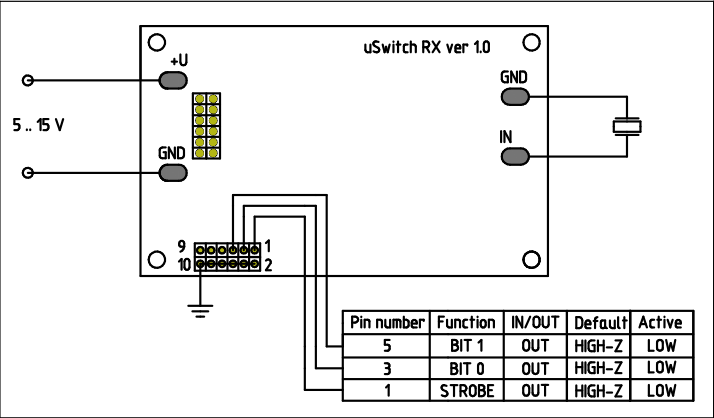 uSwitch RX ver 1.0
+U
GND
5 .. 15 V
IN
GND
9 1
10 2
Pin number Function IN/OUT Default Active
5 BIT 1 OUT HIGH-Z LOW
3 BIT 0 OUT HIGH-Z LOW
1 STROBE OUT HIGH-Z LOW